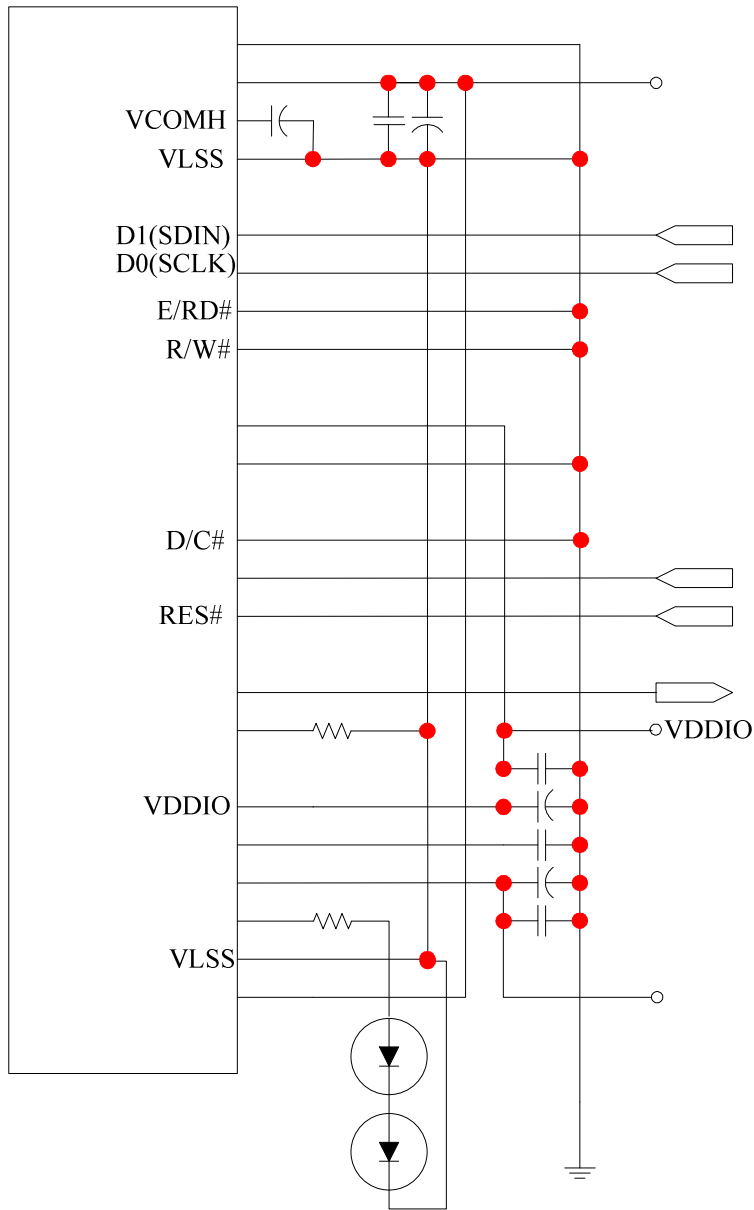 VCOMH
VLSS
D1(SDIN)
D0(SCLK)
E/RD#
R/W#
D/C#
RES#
VDDIO
VDDIO
VLSS